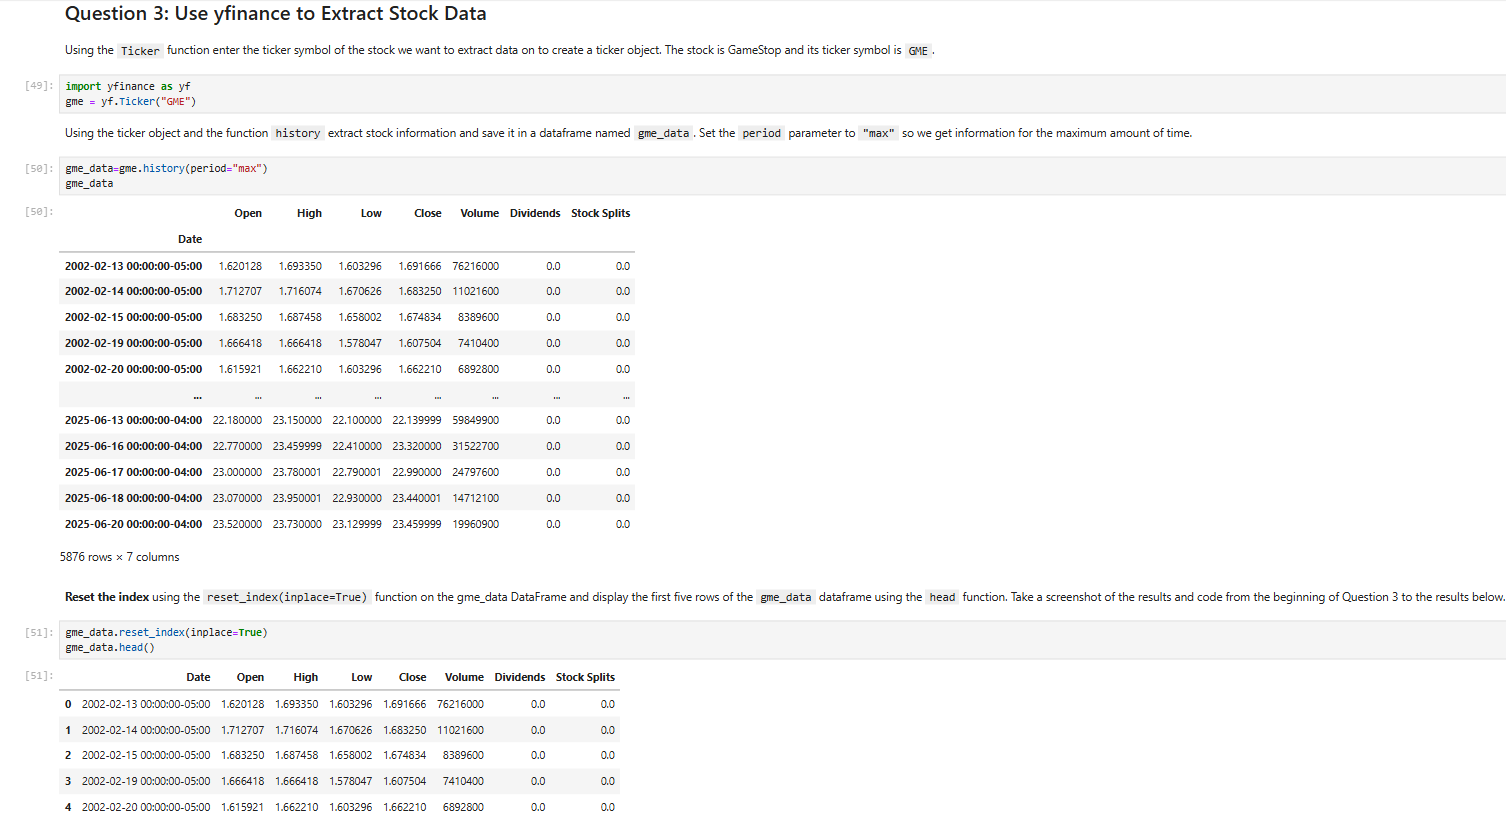 Question 3: Use yfinance to Extract Stock Data
Using the Ticker function enter the ticker symbol of the stock we want to extract data on to create a ticker object. The stock is GameStop and its ticker symbol is GME .
[49]: import yfinance as yf
gme = yf.Ticker("GME")
Using the ticker object and the function history extract stock information and save it in a dataframe named gme_data . Set the period parameter to "max" so we get information for the maximum amount of time.
[50]: gme_data=gme.history(period="max")
gme_data
[50]: Open High Low Close Volume Dividends Stock Splits
Date
2002-02-13 00:00:00-05:00 1.620128 1.693350 1.603296 1.691666 76216000 0.0 0.0
2002-02-14 00:00:00-05:00 1.712707 1.716074 1.670626 1.683250 11021600 0.0 0.0
2002-02-15 00:00:00-05:00 1.683250 1.687458 1.658002 1.674834 8389600 0.0 0.0
2002-02-19 00:00:00-05:00 1.666418 1.666418 1.578047 1.607504 7410400 0.0 0.0
2002-02-20 00:00:00-05:00 1.615921 1.662210 1.603296 1.662210 6892800 0.0 0.0
... ... ... ... ... ... ... ...
2025-06-13 00:00:00-04:00 22.180000 23.150000 22.100000 22.139999 59849900 0.0 0.0
2025-06-16 00:00:00-04:00 22.770000 23.459999 22.410000 23.320000 31522700 0.0 0.0
2025-06-17 00:00:00-04:00 23.000000 23.780001 22.790001 22.990000 24797600 0.0 0.0
2025-06-18 00:00:00-04:00 23.070000 23.950001 22.930000 23.440001 14712100 0.0 0.0
2025-06-20 00:00:00-04:00 23.520000 23.730000 23.129999 23.459999 19960900 0.0 0.0
5876 rows × 7 columns
Reset the index using the reset_index(inplace=True) function on the gme_data DataFrame and display the first five rows of the gme_data dataframe using the head function. Take a screenshot of the results and code from the beginning of Question 3 to the results below.
[51]: gme_data.reset_index(inplace=True)
gme_data.head()
[51]: Date Open High Low Close Volume Dividends Stock Splits
0 2002-02-13 00:00:00-05:00 1.620128 1.693350 1.603296 1.691666 76216000 0.0 0.0
1 2002-02-14 00:00:00-05:00 1.712707 1.716074 1.670626 1.683250 11021600 0.0 0.0
2 2002-02-15 00:00:00-05:00 1.683250 1.687458 1.658002 1.674834 8389600 0.0 0.0
3 2002-02-19 00:00:00-05:00 1.666418 1.666418 1.578047 1.607504 7410400 0.0 0.0
4 2002-02-20 00:00:00-05:00 1.615921 1.662210 1.603296 1.662210 6892800 0.0 0.0